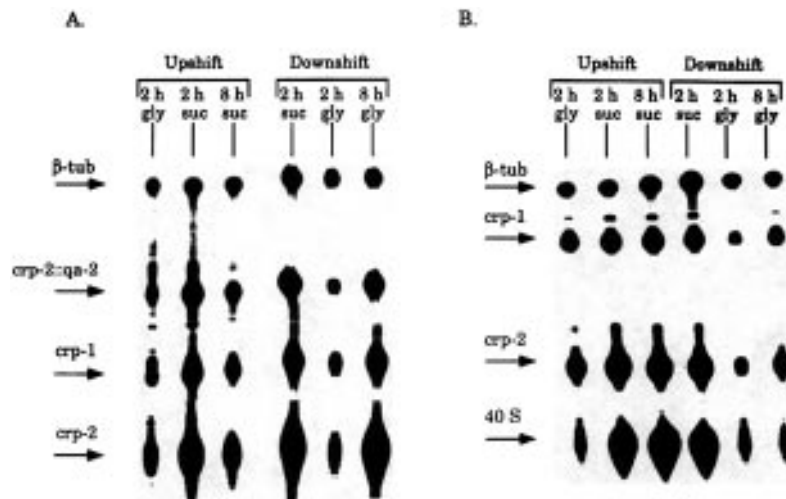 A.
Upshift Downshift
2 h 2 h 8 h 2 h 2 h 8 h
gly suc suc suc gly gly
β-tub
crp-2::qa-2
crp-1
crp-2
B.
Upshift Downshift
2 h 2 h 8 h 2 h 2 h 8 h
gly suc suc suc gly gly
β-tub
crp-1
crp-2
40 S